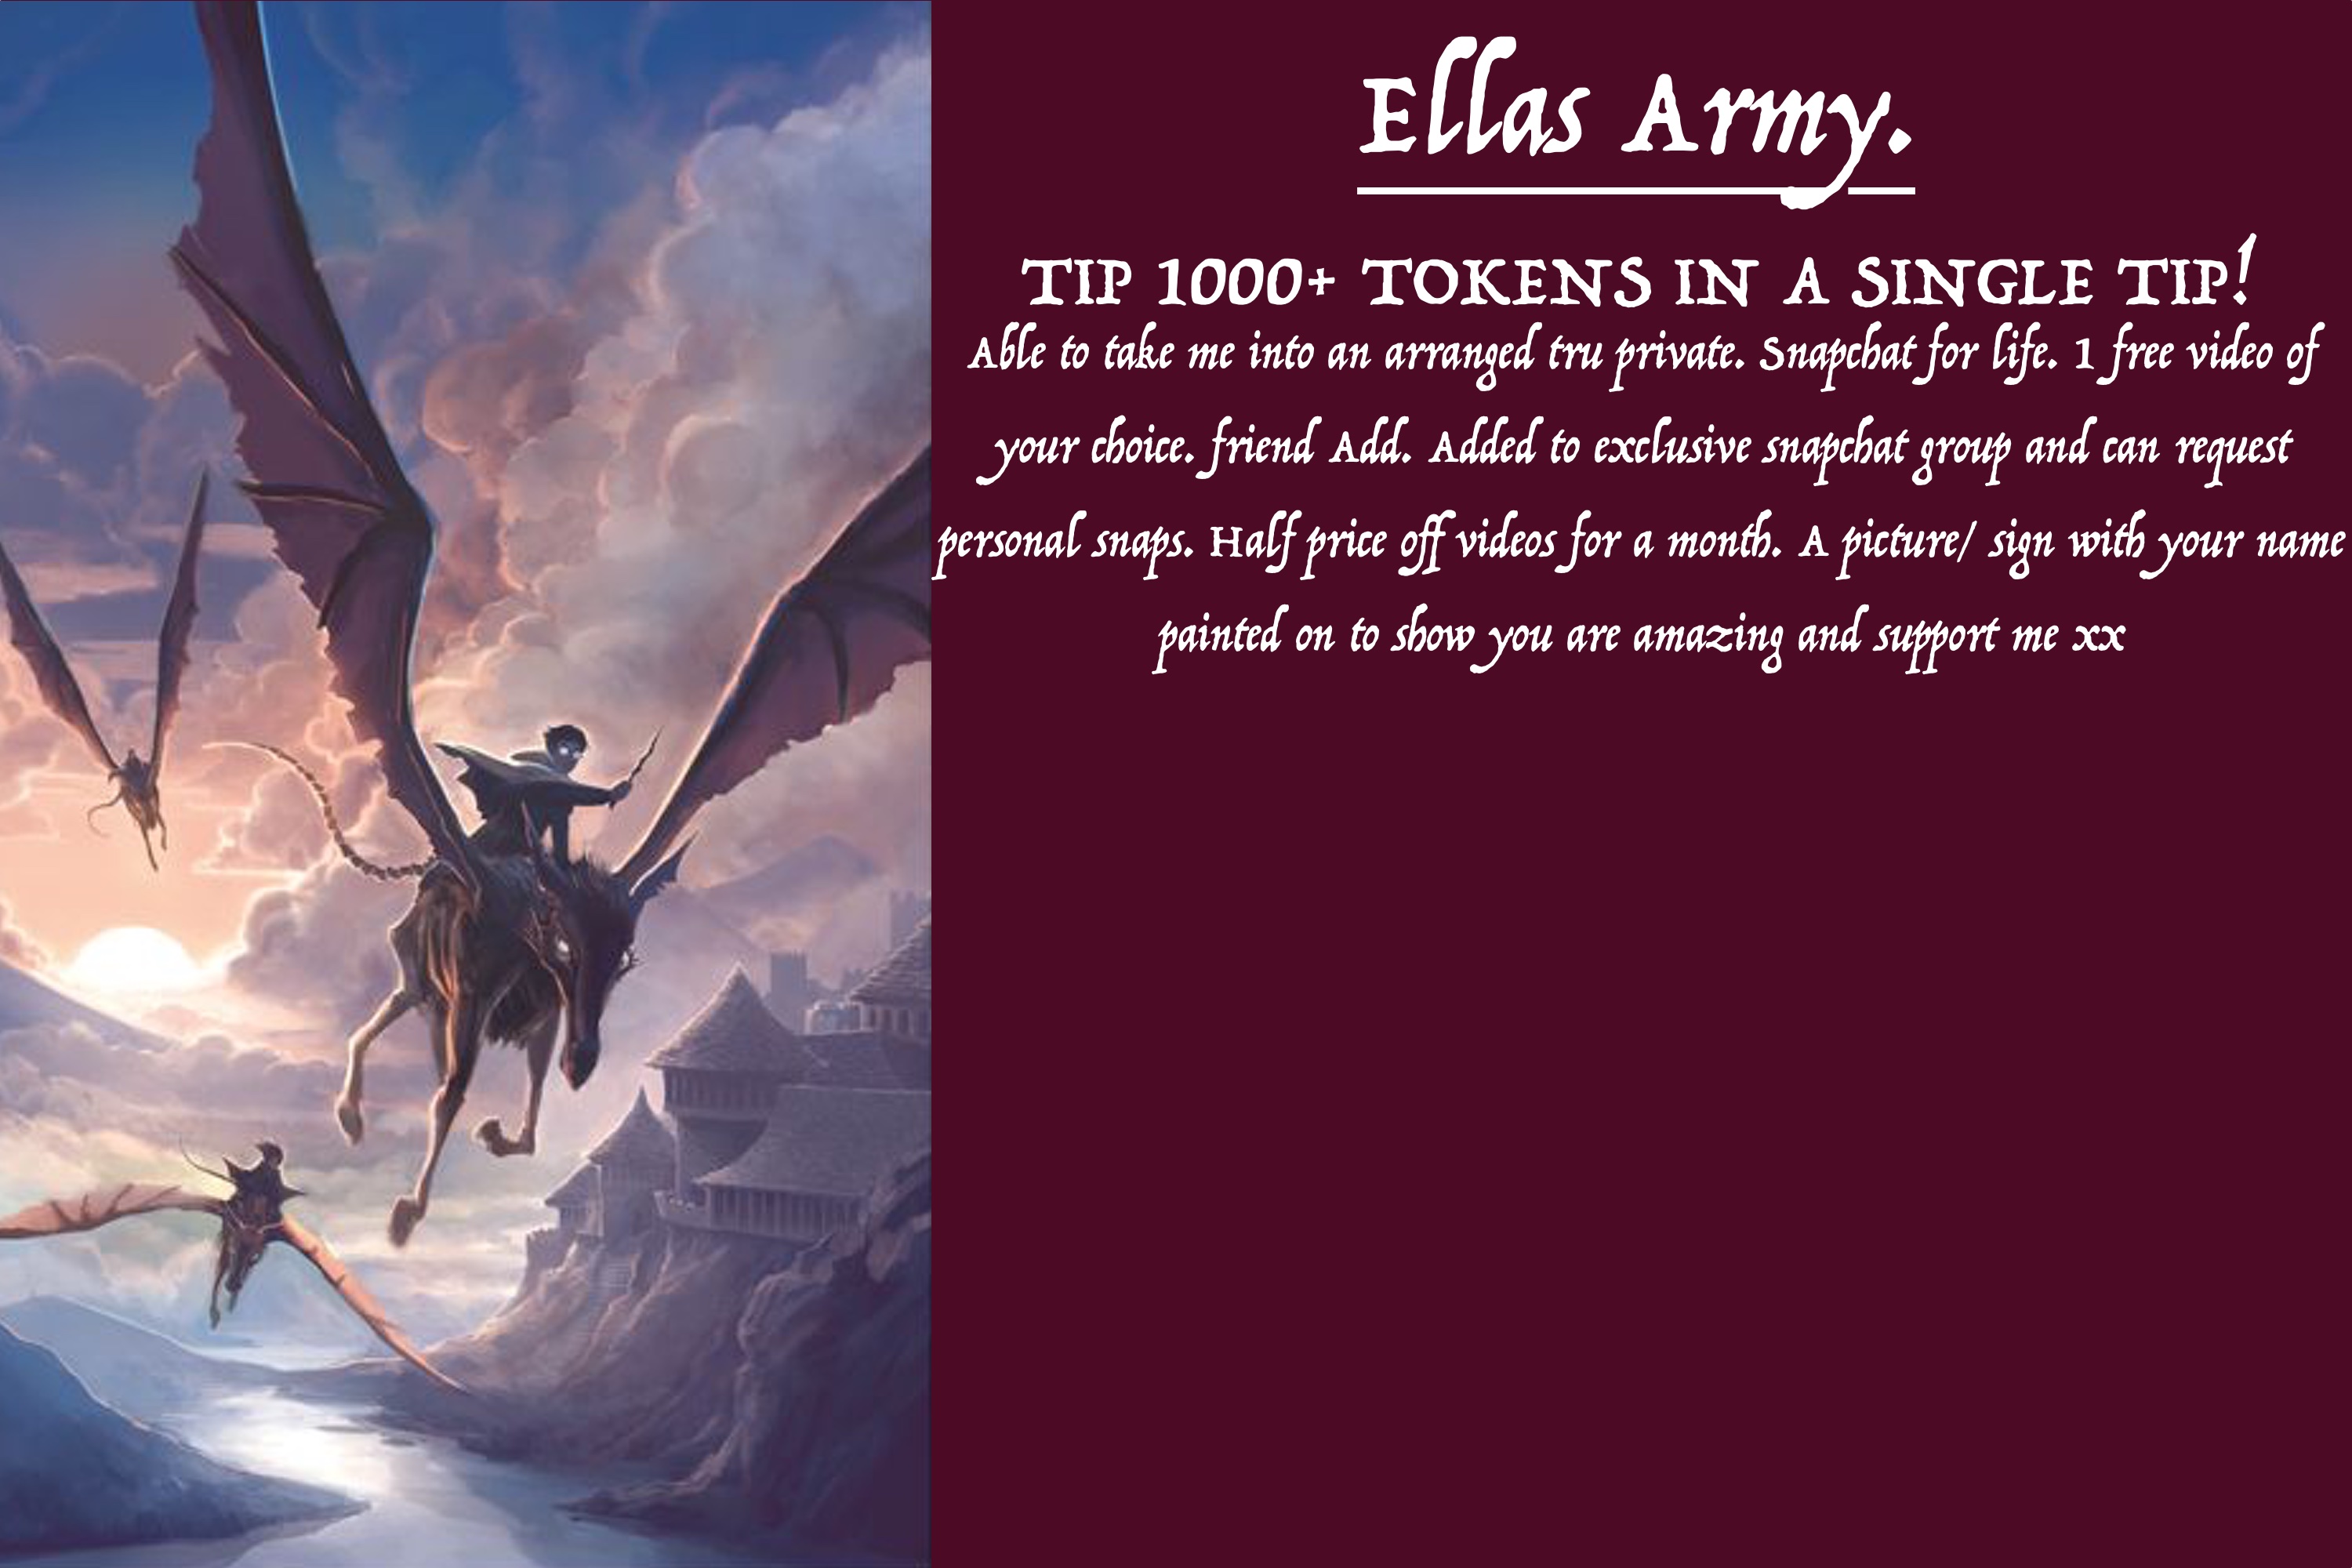 Ellas Army.
TIP 1000+ TOKENS IN A SINGLE TIP!
Able to take me into an arranged tru private. Snapchat for life. 1 free video of
your choice. friend Add. Added to exclusive snapchat group and can request
personal snaps. Half price off videos for a month. A picture/ sign with your name
painted on to show you are amazing and support me xx